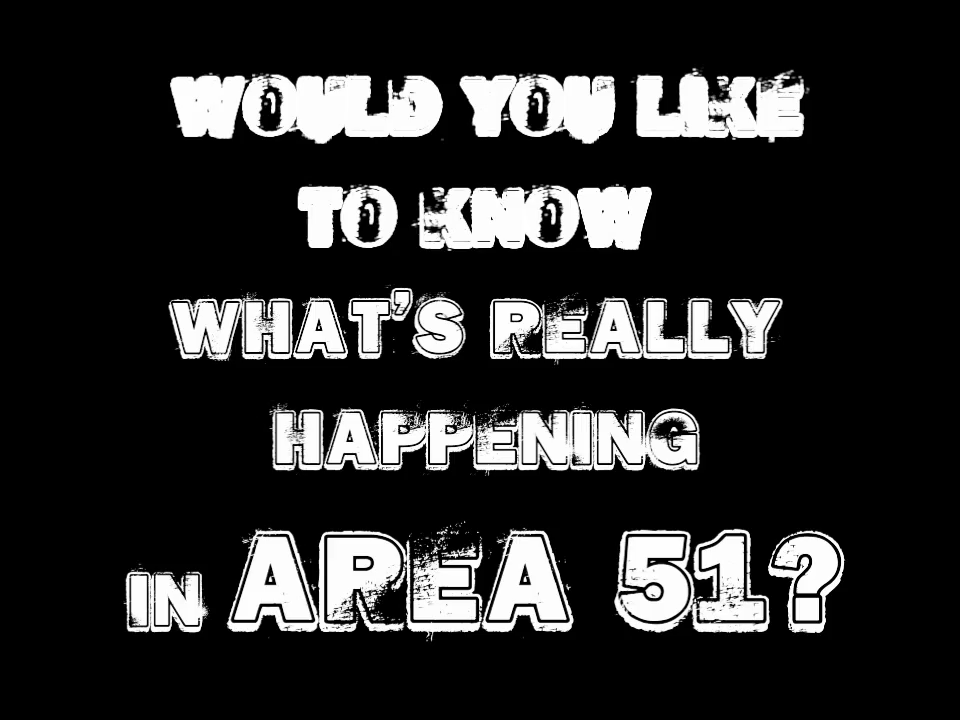 WOULD YOU LIKE
TO KNOW
WHAT'S REALLY
HAPPENING
IN AREA 51?